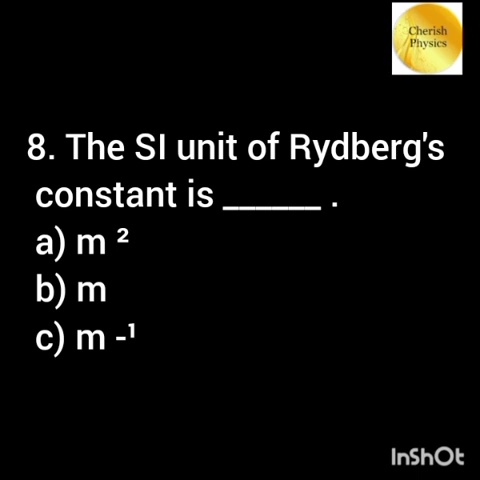 Cherish
Physics
8. The SI unit of Rydberg's
constant is ______ .
a) m ²
b) m
c) m -¹
InShOt